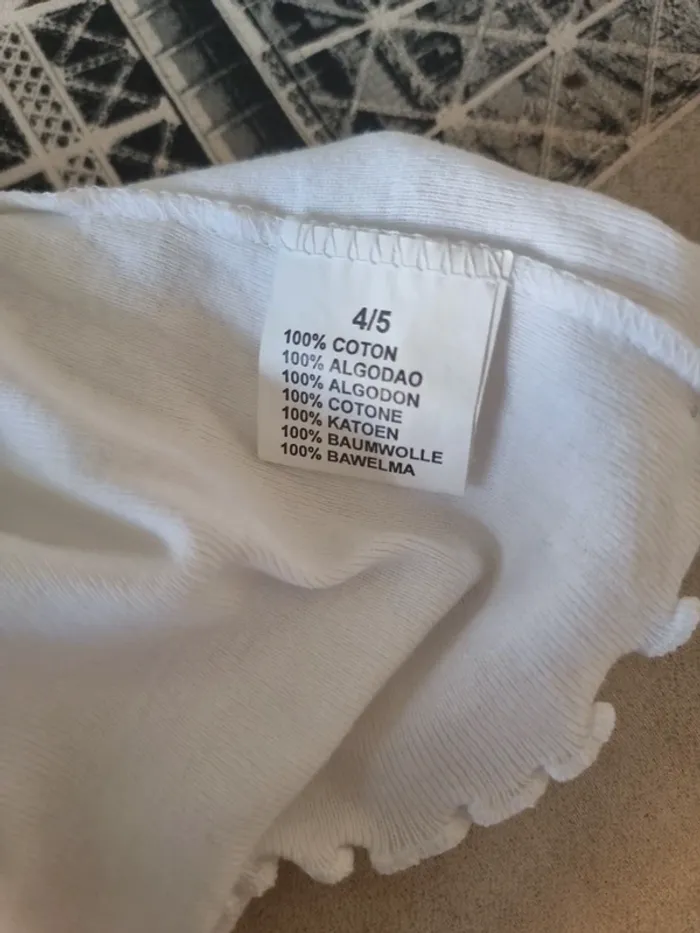 4/5
100% COTON
100% ALGODAO
100% ALGODON
100% COTONE
100% KATOEN
100% BAUMWOLLE
100% BAWELMA